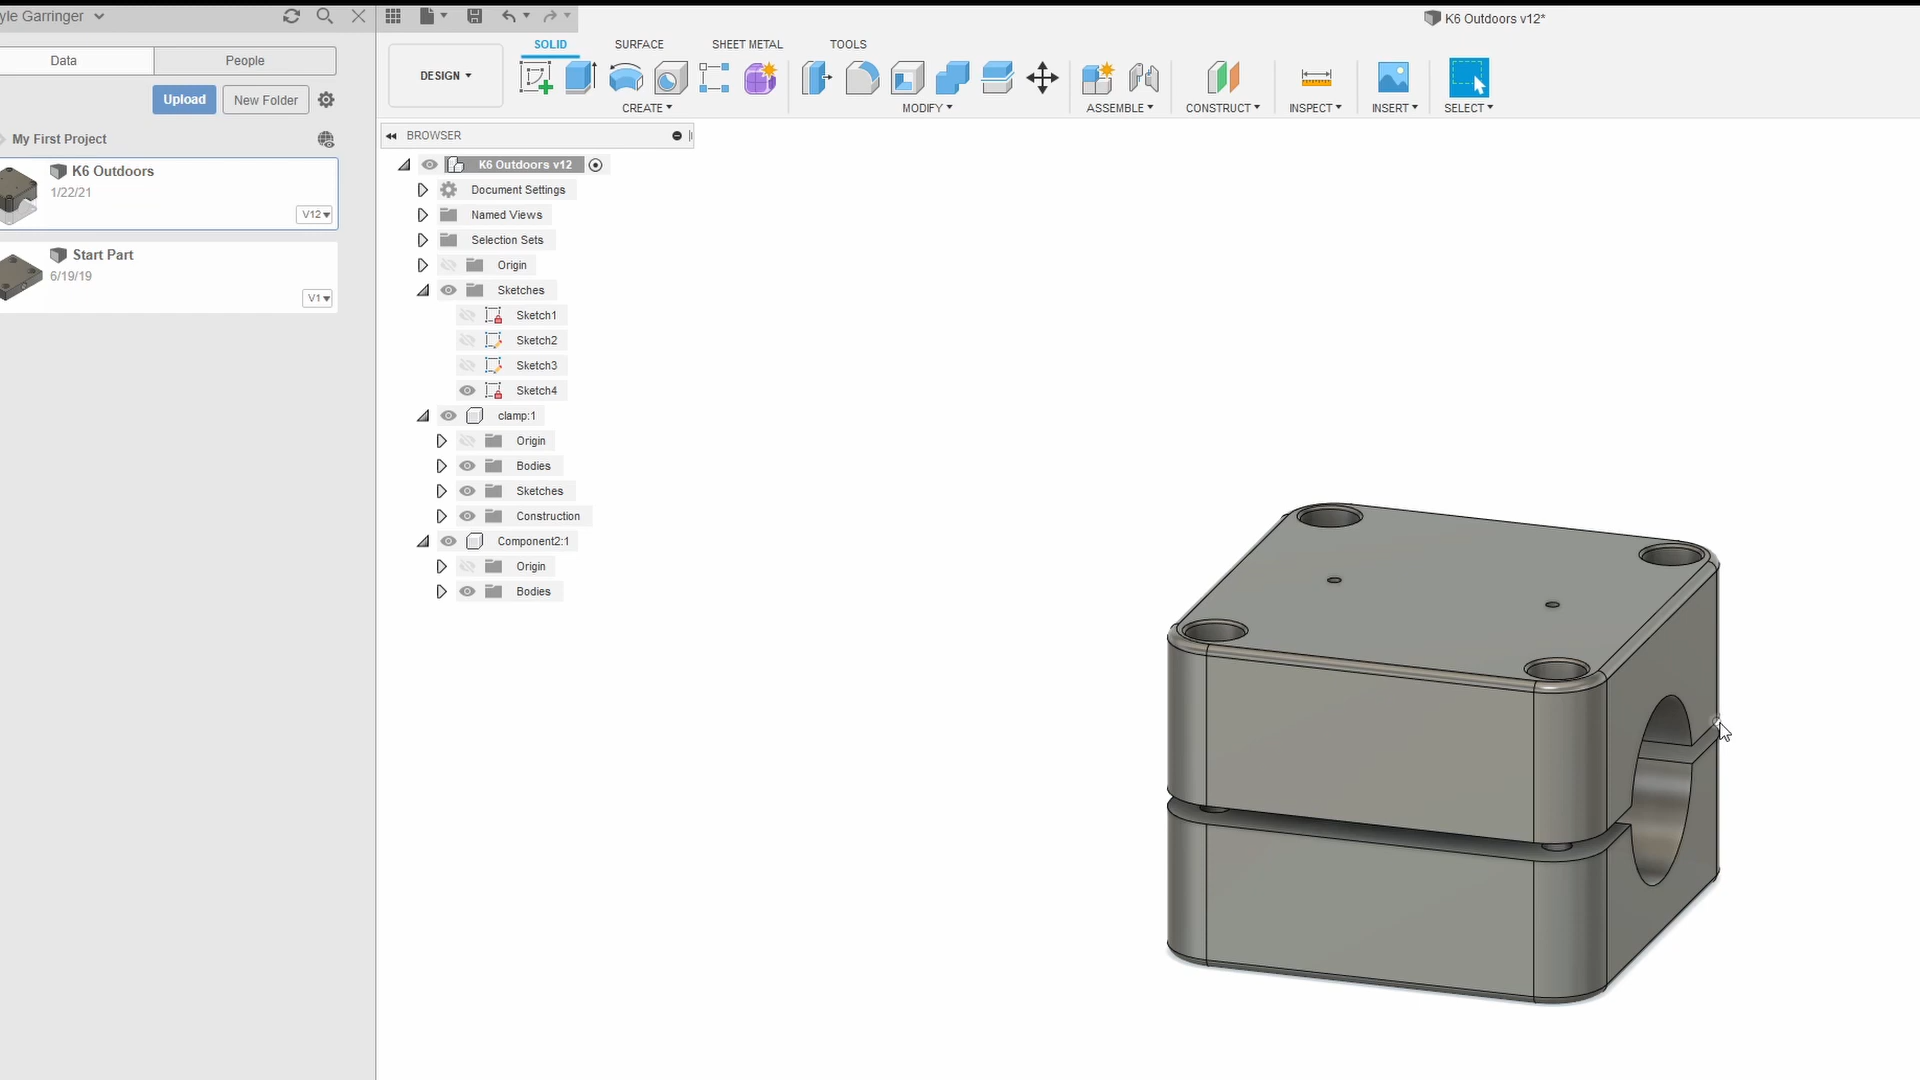 yle Garringer
K6 Outdoors v12*
Data
People
DESIGN
SOLID
SURFACE
SHEET METAL
TOOLS
CREATE
MODIFY
ASSEMBLE
CONSTRUCT
INSPECT
INSERT
SELECT
Upload
New Folder
My First Project
K6 Outdoors
1/22/21
V12
Start Part
6/19/19
V1
BROWSER
K6 Outdoors v12
Document Settings
Named Views
Selection Sets
Origin
Sketches
Sketch1
Sketch2
Sketch3
Sketch4
clamp:1
Origin
Bodies
Sketches
Construction
Component2:1
Origin
Bodies